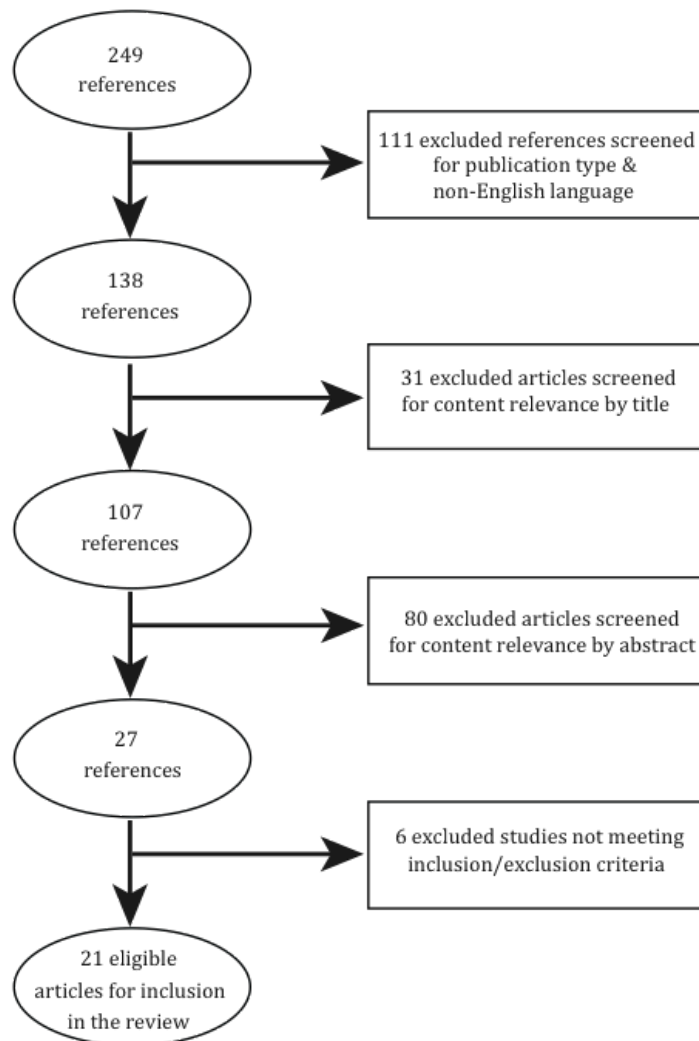 249
references
111 excluded references screened
for publication type &
non-English language
138
references
31 excluded articles screened
for content relevance by title
107
references
80 excluded articles screened
for content relevance by abstract
27
references
6 excluded studies not meeting
inclusion/exclusion criteria
21 eligible
articles for inclusion
in the review